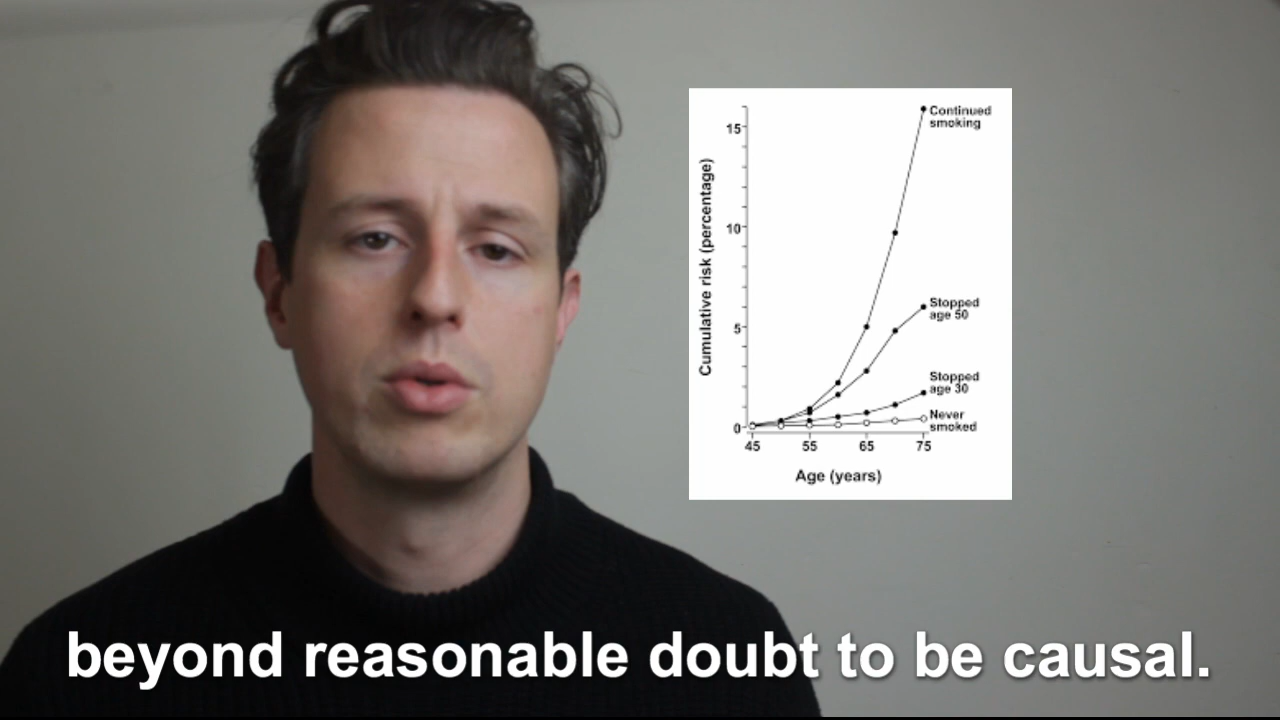 Cumulative risk (percentage)
15
10
5
0
Continued
smoking
Stopped
age 50
Stopped
age 30
Never
smoked
45 55 65 75
Age (years)
beyond reasonable doubt to be causal.